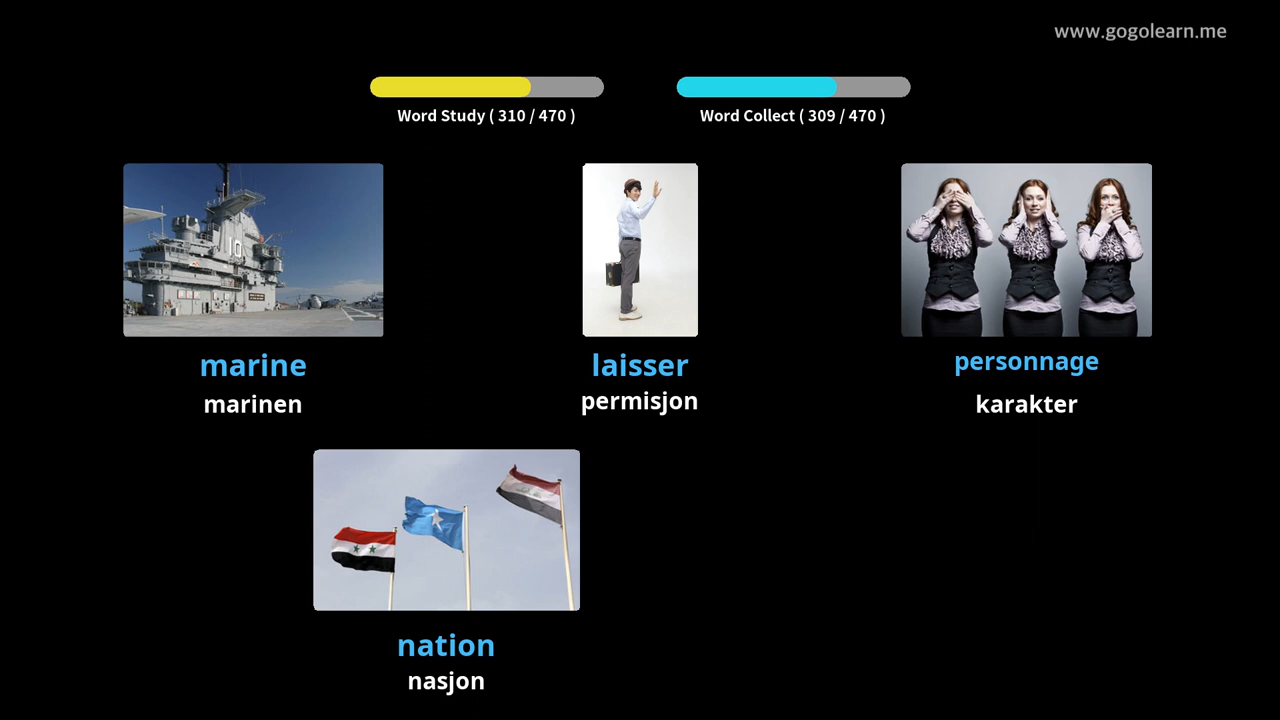 www.gogolearn.me
Word Study ( 310 / 470 )
Word Collect ( 309 / 470 )
10
marine
marinen
laisser
permisjon
personnage
karakter
nation
nasjon